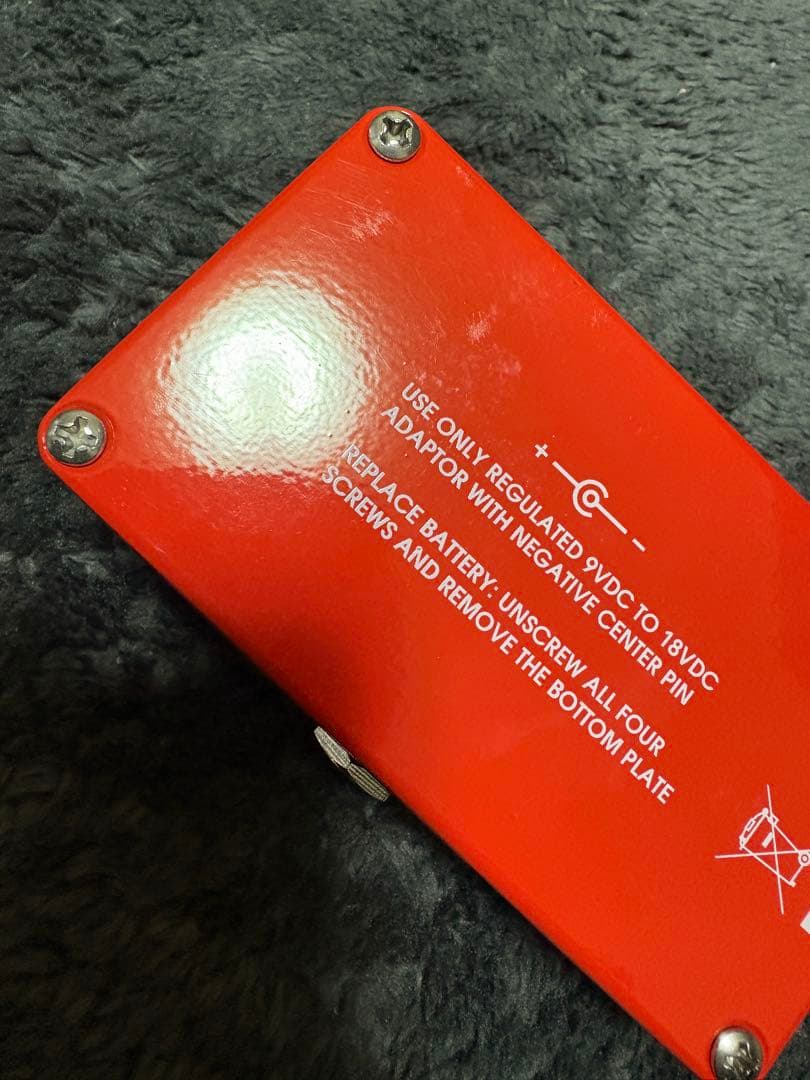 + -
USE ONLY REGULATED 9VDC TO 18VDC
ADAPTOR WITH NEGATIVE CENTER PIN
REPLACE BATTERY: UNSCREW ALL FOUR
SCREWS AND REMOVE THE BOTTOM PLATE